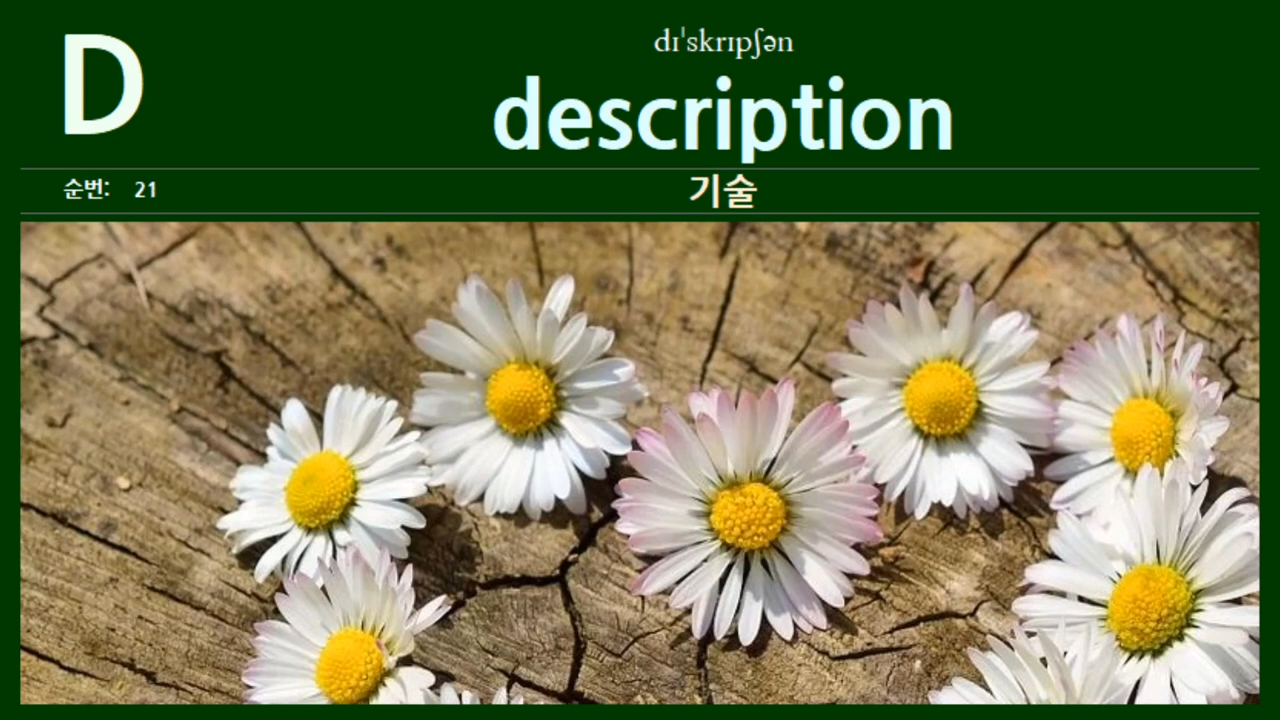 D
dɪˈskrɪpʃən
description
순번: 21
기술